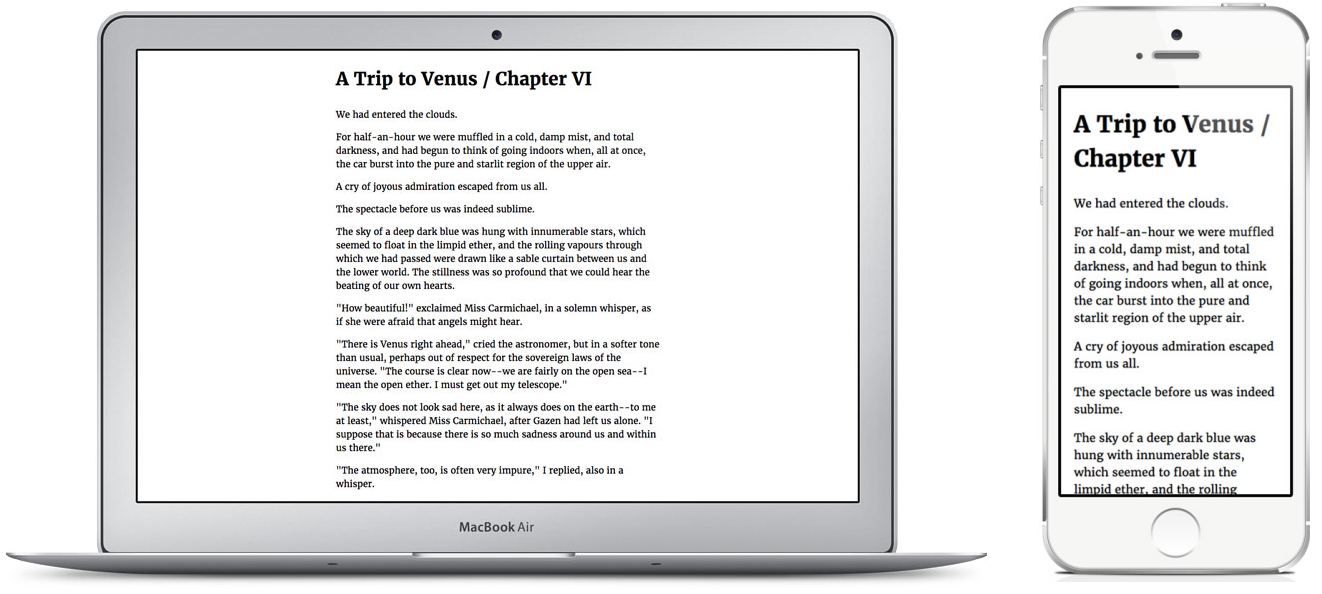 A Trip to Venus / Chapter VI
We had entered the clouds.
For half-an-hour we were muffled in a cold, damp mist, and total
darkness, and had begun to think of going indoors when, all at once,
the car burst into the pure and starlit region of the upper air.
A cry of joyous admiration escaped from us all.
The spectacle before us was indeed sublime.
The sky of a deep dark blue was hung with innumerable stars, which
seemed to float in the limpid ether, and the rolling vapours through
which we had passed were drawn like a sable curtain between us and
the lower world. The stillness was so profound that we could hear the
beating of our own hearts.
"How beautiful!" exclaimed Miss Carmichael, in a solemn whisper, as
if she were afraid that angels might hear.
"There is Venus right ahead," cried the astronomer, but in a softer tone
than usual, perhaps out of respect for the sovereign laws of the
universe. "The course is clear now--we are fairly on the open sea--I
mean the open ether. I must get out my telescope."
"The sky does not look sad here, as it always does on the earth--to me
at least," whispered Miss Carmichael, after Gazen had left us alone. "I
suppose that is because there is so much sadness around us and within
us there."
"The atmosphere, too, is often very impure," I replied, also in a
whisper.
MacBook Air
A Trip to Venus /
Chapter VI
We had entered the clouds.
For half-an-hour we were muffled
in a cold, damp mist, and total
darkness, and had begun to think
of going indoors when, all at once,
the car burst into the pure and
starlit region of the upper air.
A cry of joyous admiration escaped
from us all.
The spectacle before us was indeed
sublime.
The sky of a deep dark blue was
hung with innumerable stars,
which seemed to float in the
limpid ether, and the rolling